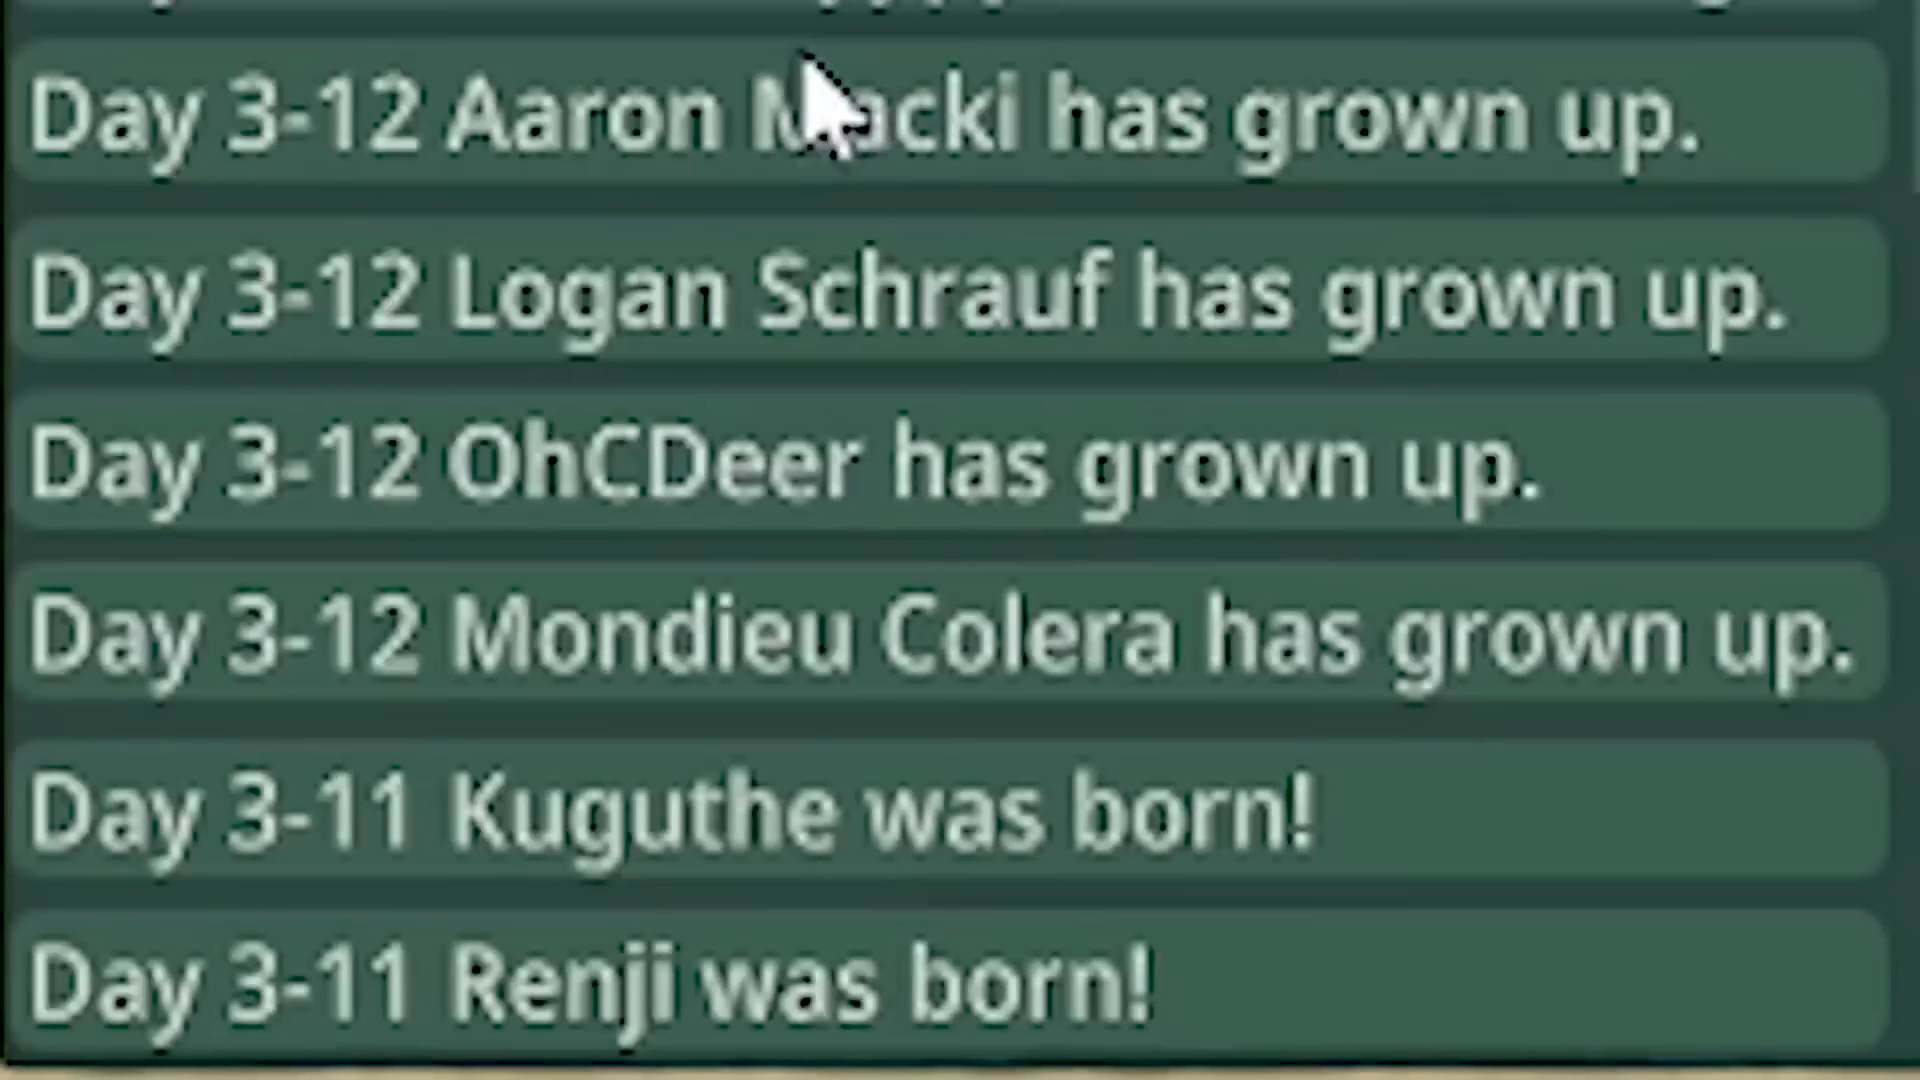 Day 3-12 Aaron Macki has grown up.
Day 3-12 Logan Schrauf has grown up.
Day 3-12 OhCDeer has grown up.
Day 3-12 Mondieu Colera has grown up.
Day 3-11 Kuguthe was born!
Day 3-11 Renji was born!